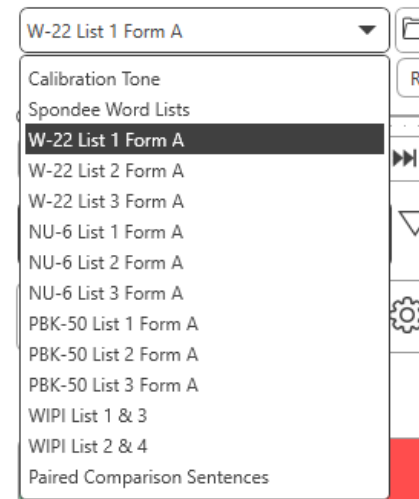 W-22 List 1 Form A
Calibration Tone
Spondee Word Lists
W-22 List 1 Form A
W-22 List 2 Form A
W-22 List 3 Form A
NU-6 List 1 Form A
NU-6 List 2 Form A
NU-6 List 3 Form A
PBK-50 List 1 Form A
PBK-50 List 2 Form A
PBK-50 List 3 Form A
WIPI List 1 & 3
WIPI List 2 & 4
Paired Comparison Sentences